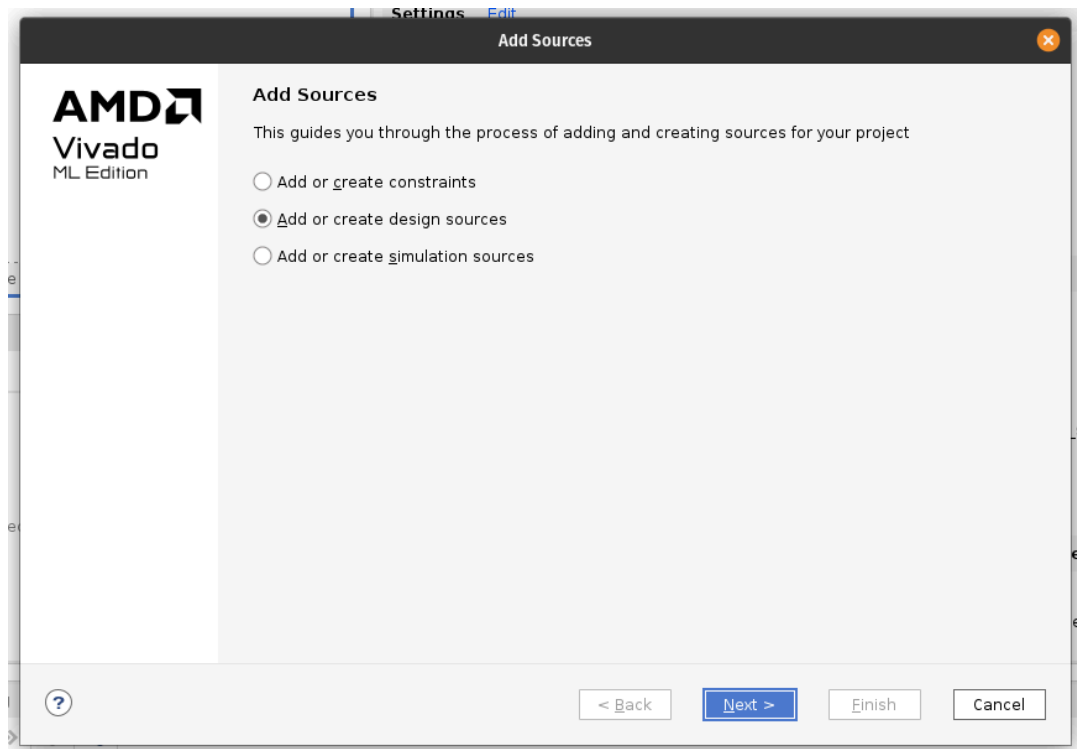 Settings Edit
Add Sources
AMD
Vivado
ML Edition
Add Sources
This guides you through the process of adding and creating sources for your project
Add or create constraints
Add or create design sources
Add or create simulation sources
?
< Back
Next >
Finish
Cancel